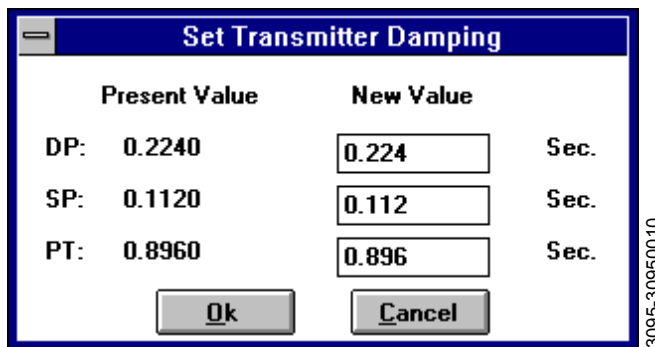 Set Transmitter Damping
Present Value New Value
DP: 0.2240 0.224 Sec.
SP: 0.1120 0.112 Sec.
PT: 0.8960 0.896 Sec.
Ok Cancel
3095-30950010